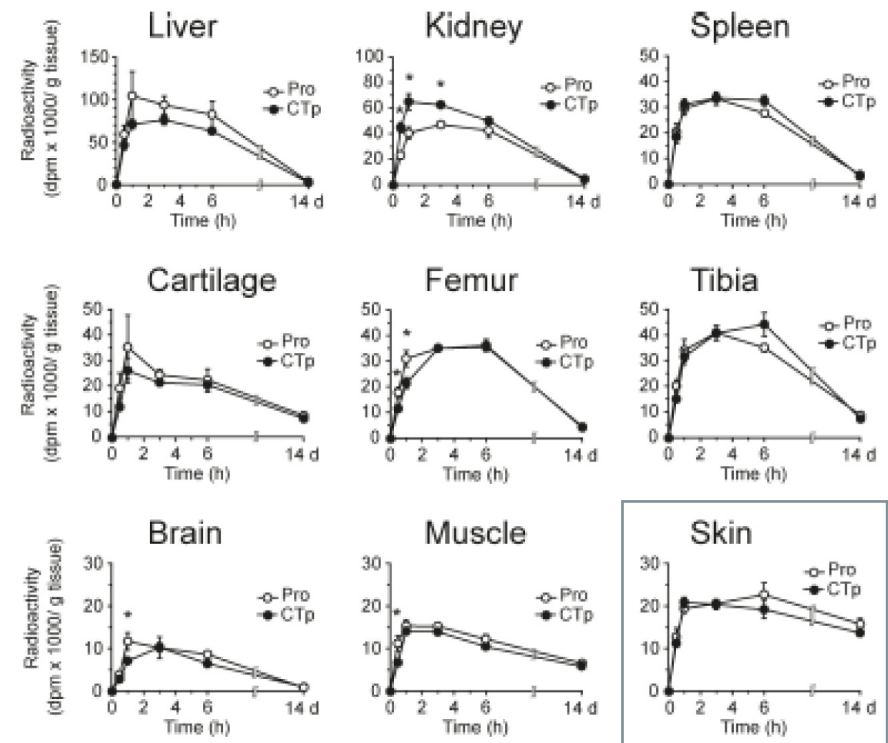 Liver
Radioactivity
(dpm x 1000/ g tissue)
150
100
50
0
Pro
CTp
0 2 4 6 14 d
Time (h)
Kidney
100
80
60
40
20
0
* * *
Pro
CTp
0 2 4 6 14 d
Time (h)
Spleen
50
40
30
20
10
0
Pro
CTp
0 2 4 6 14 d
Time (h)
Cartilage
Radioactivity
(dpm x 1000/ g tissue)
50
40
30
20
10
0
Pro
CTp
0 2 4 6 14 d
Time (h)
Femur
50
40
30
20
10
0
* *
Pro
CTp
0 2 4 6 14 d
Time (h)
Tibia
50
40
30
20
10
0
Pro
CTp
0 2 4 6 14 d
Time (h)
Brain
Radioactivity
(dpm x 1000/ g tissue)
30
20
10
0
*
Pro
CTp
0 2 4 6 14 d
Time (h)
Muscle
30
20
10
0
*
Pro
CTp
0 2 4 6 14 d
Time (h)
Skin
30
20
10
0
Pro
CTp
0 2 4 6 14 d
Time (h)